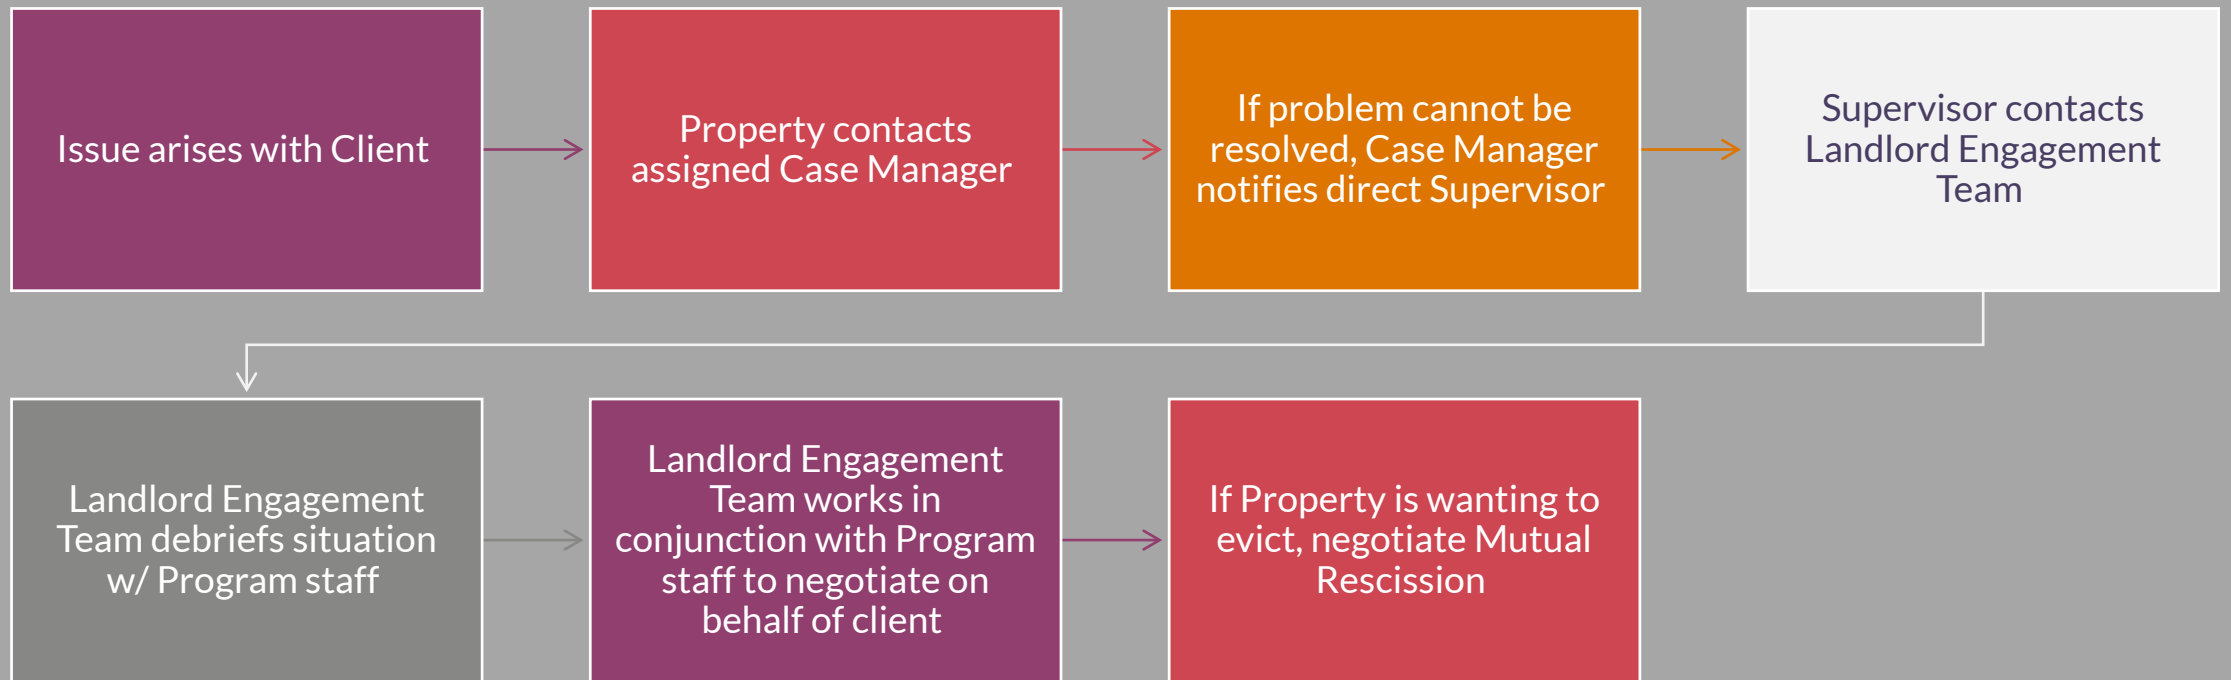 Issue arises with Client
Property contacts
assigned Case Manager
If problem cannot be
resolved, Case Manager
notifies direct Supervisor
Supervisor contacts
Landlord Engagement
Team
Landlord Engagement
Team debriefs situation
w/ Program staff
Landlord Engagement
Team works in
conjunction with Program
staff to negotiate on
behalf of client
If Property is wanting to
evict, negotiate Mutual
Rescission